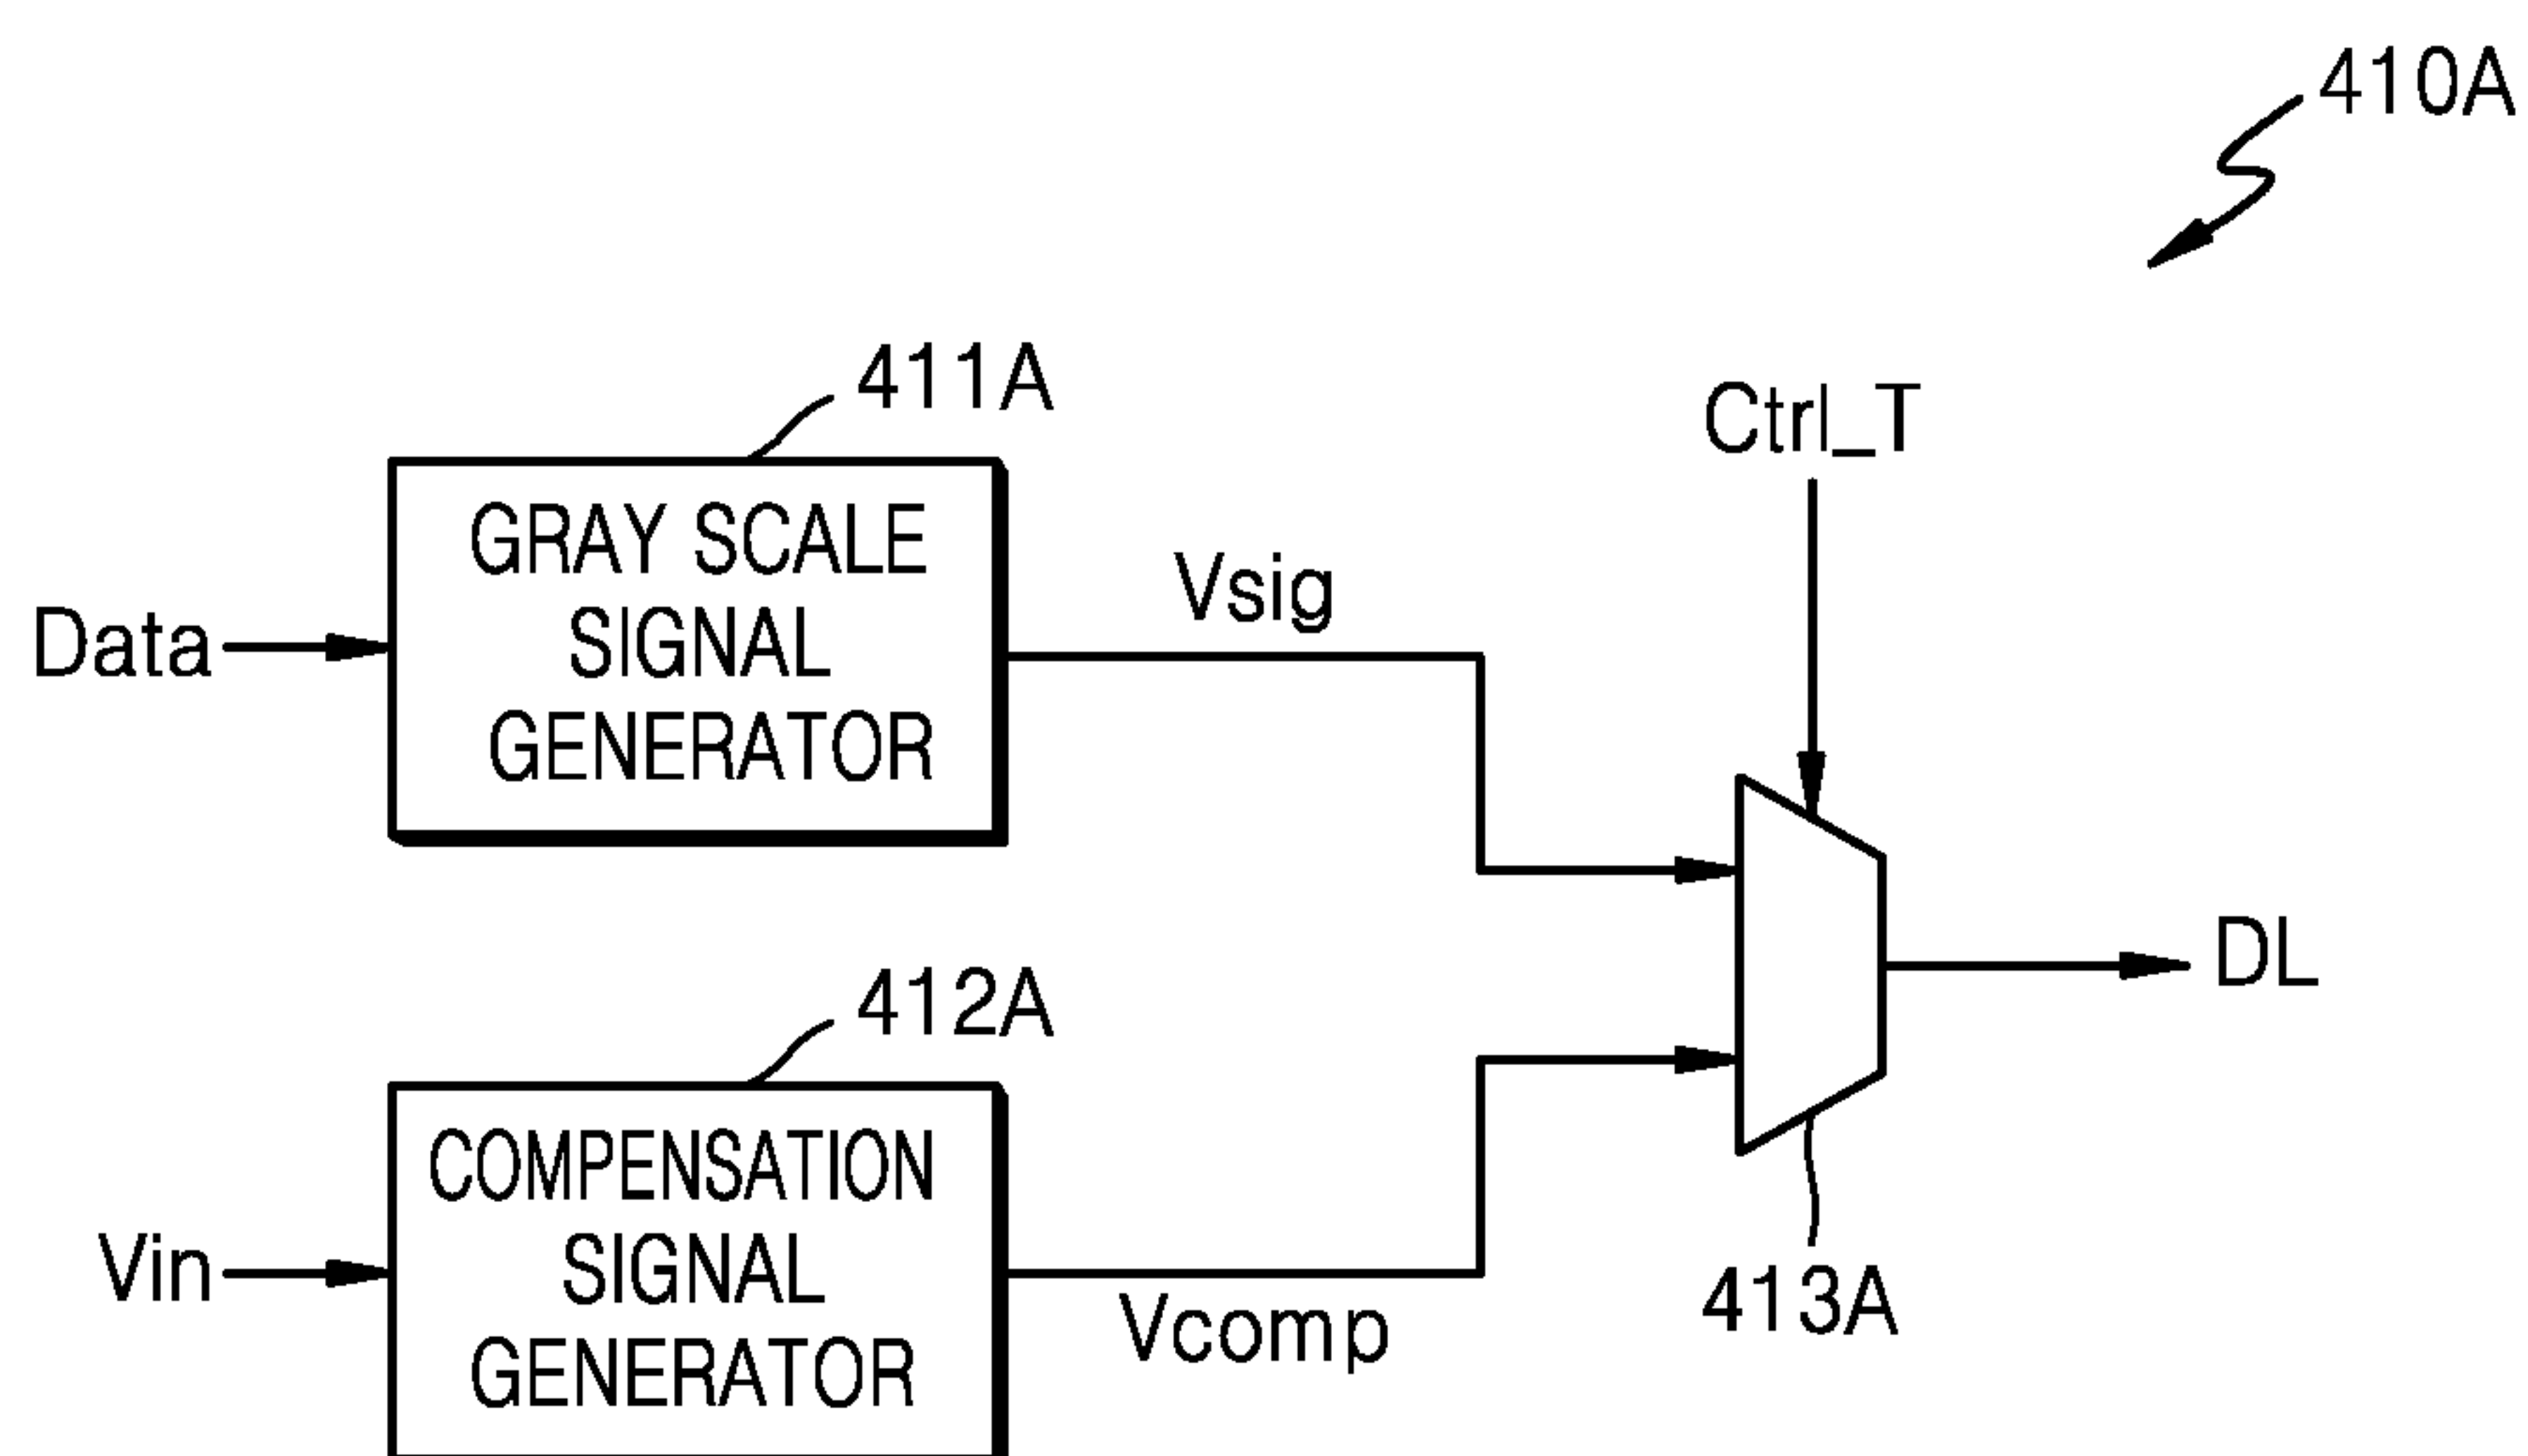 410A
411A
Ctrl_T
GRAY SCALE
SIGNAL
GENERATOR
Data
Vsig
DL
412A
COMPENSATION
SIGNAL
GENERATOR
Vin
Vcomp
413A